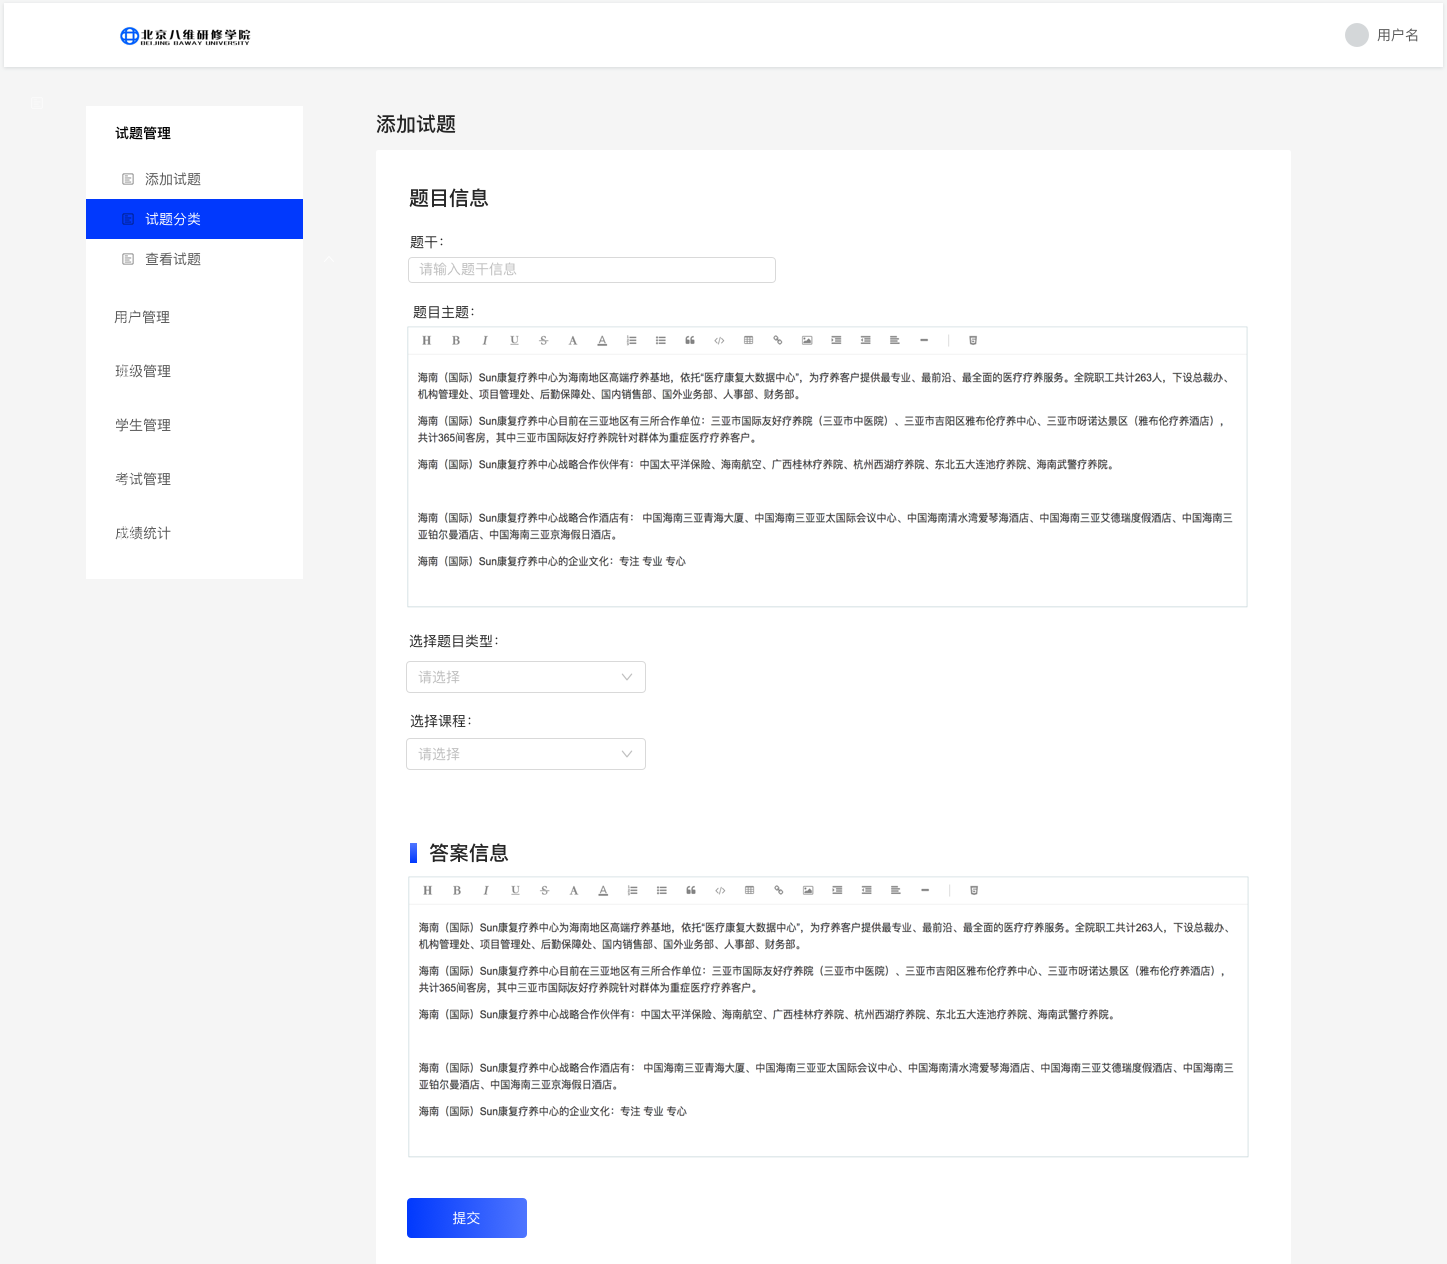 北京八维研修学院
BEIJING BAWAY UNIVERSITY
用户名
试题管理
添加试题
试题分类
查看试题
用户管理
班级管理
学生管理
考试管理
成绩统计
添加试题
题目信息
题干：
请输入题干信息
题目主题：
海南（国际）Sun康复疗养中心为海南地区高端疗养基地，依托“医疗康复大数据中心”，为疗养客户提供最专业、最前沿、最全面的医疗疗养服务。全院职工共计263人，下设总裁办、
机构管理处、项目管理处、后勤保障处、国内销售部、国外业务部、人事部、财务部。
海南（国际）Sun康复疗养中心目前在三亚地区有三所合作单位：三亚市国际友好疗养院（三亚市中医院）、三亚市吉阳区雅布伦疗养中心、三亚市呀诺达景区（雅布伦疗养酒店），
共计365间客房，其中三亚市国际友好疗养院针对群体为重症医疗疗养客户。
海南（国际）Sun康复疗养中心战略合作伙伴有：中国太平洋保险、海南航空、广西桂林疗养院、杭州西湖疗养院、东北五大连池疗养院、海南武警疗养院。
海南（国际）Sun康复疗养中心战略合作酒店有： 中国海南三亚青海大厦、中国海南三亚亚太国际会议中心、中国海南清水湾爱琴海酒店、中国海南三亚艾德瑞度假酒店、中国海南三
亚铂尔曼酒店、中国海南三亚京海假日酒店。
海南（国际）Sun康复疗养中心的企业文化：专注 专业 专心
选择题目类型：
请选择
选择课程：
请选择
答案信息
海南（国际）Sun康复疗养中心为海南地区高端疗养基地，依托“医疗康复大数据中心”，为疗养客户提供最专业、最前沿、最全面的医疗疗养服务。全院职工共计263人，下设总裁办、
机构管理处、项目管理处、后勤保障处、国内销售部、国外业务部、人事部、财务部。
海南（国际）Sun康复疗养中心目前在三亚地区有三所合作单位：三亚市国际友好疗养院（三亚市中医院）、三亚市吉阳区雅布伦疗养中心、三亚市呀诺达景区（雅布伦疗养酒店），
共计365间客房，其中三亚市国际友好疗养院针对群体为重症医疗疗养客户。
海南（国际）Sun康复疗养中心战略合作伙伴有：中国太平洋保险、海南航空、广西桂林疗养院、杭州西湖疗养院、东北五大连池疗养院、海南武警疗养院。
海南（国际）Sun康复疗养中心战略合作酒店有： 中国海南三亚青海大厦、中国海南三亚亚太国际会议中心、中国海南清水湾爱琴海酒店、中国海南三亚艾德瑞度假酒店、中国海南三
亚铂尔曼酒店、中国海南三亚京海假日酒店。
海南（国际）Sun康复疗养中心的企业文化：专注 专业 专心
提交